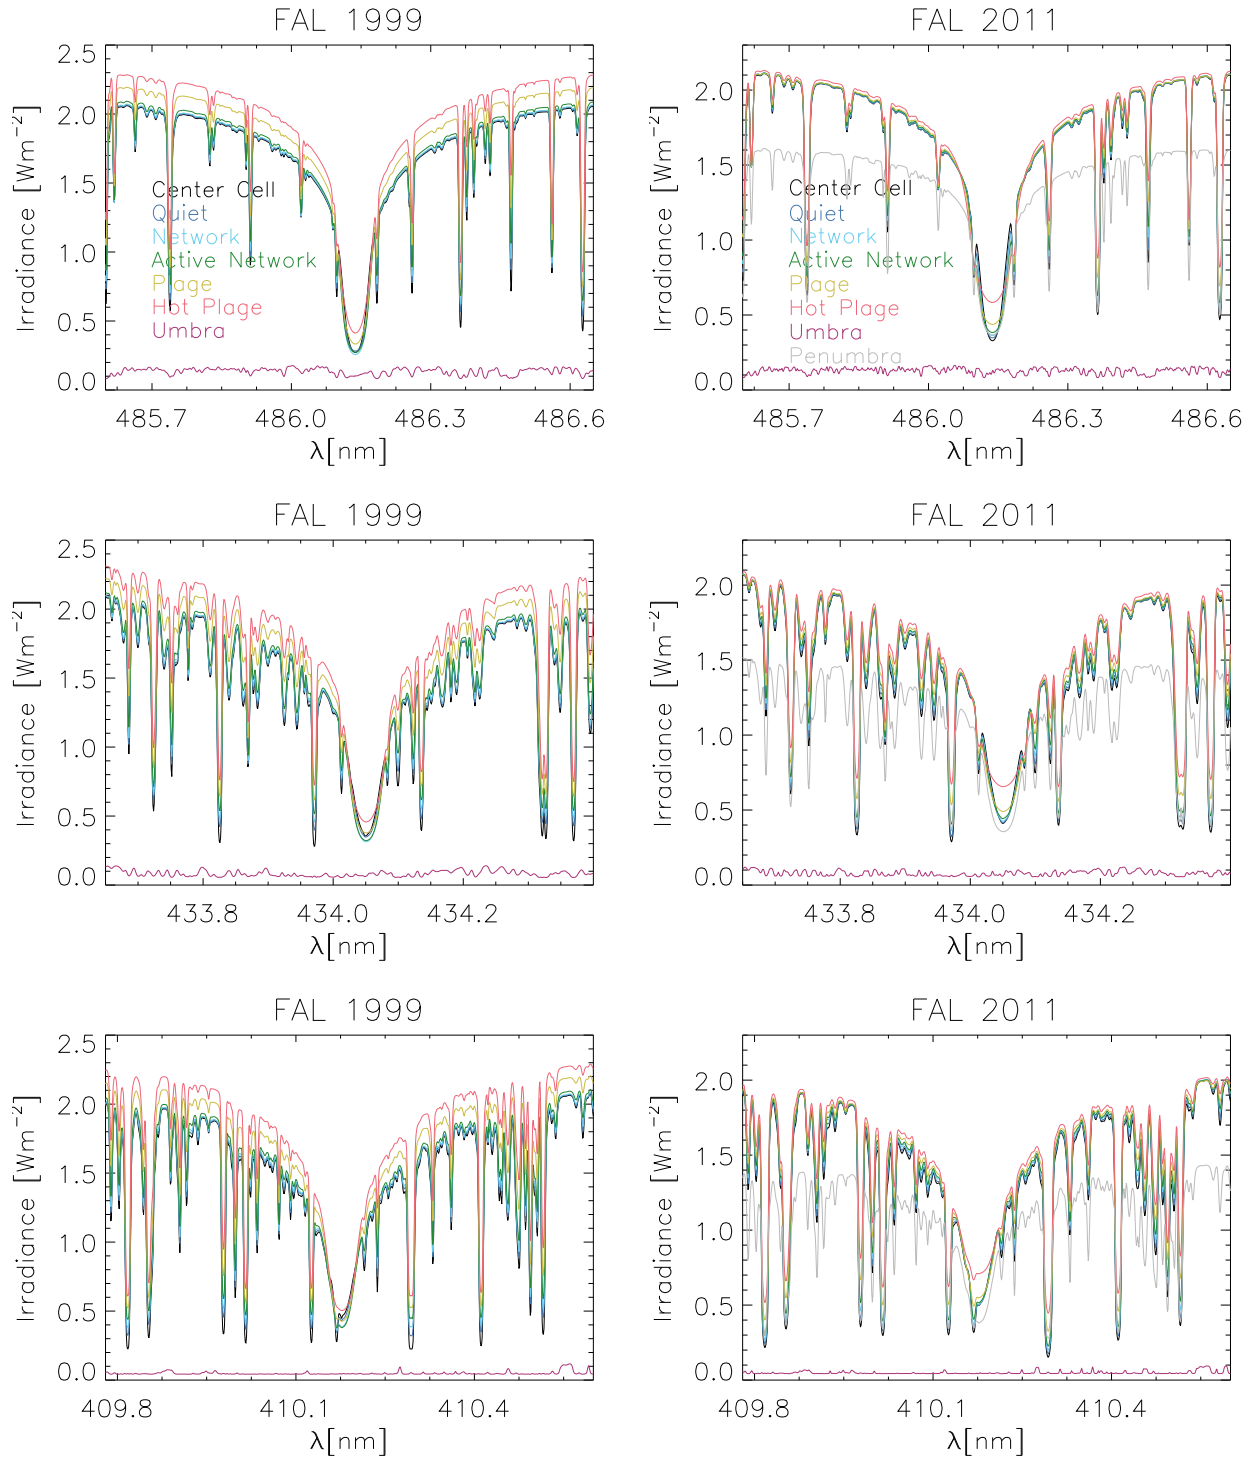 FAL 1999
Irradiance [Wm⁻²]
2.5
2.0
1.5
1.0
0.5
0.0
Center Cell
Quiet
Network
Active Network
Plage
Hot Plage
Umbra
485.7 486.0 486.3 486.6
λ[nm]
FAL 2011
Irradiance [Wm⁻²]
2.0
1.5
1.0
0.5
0.0
Center Cell
Quiet
Network
Active Network
Plage
Hot Plage
Umbra
Penumbra
485.7 486.0 486.3 486.6
λ[nm]
FAL 1999
Irradiance [Wm⁻²]
2.5
2.0
1.5
1.0
0.5
0.0
433.8 434.0 434.2
λ[nm]
FAL 2011
Irradiance [Wm⁻²]
2.0
1.5
1.0
0.5
0.0
433.8 434.0 434.2
λ[nm]
FAL 1999
Irradiance [Wm⁻²]
2.5
2.0
1.5
1.0
0.5
0.0
409.8 410.1 410.4
λ[nm]
FAL 2011
Irradiance [Wm⁻²]
2.0
1.5
1.0
0.5
0.0
409.8 410.1 410.4
λ[nm]